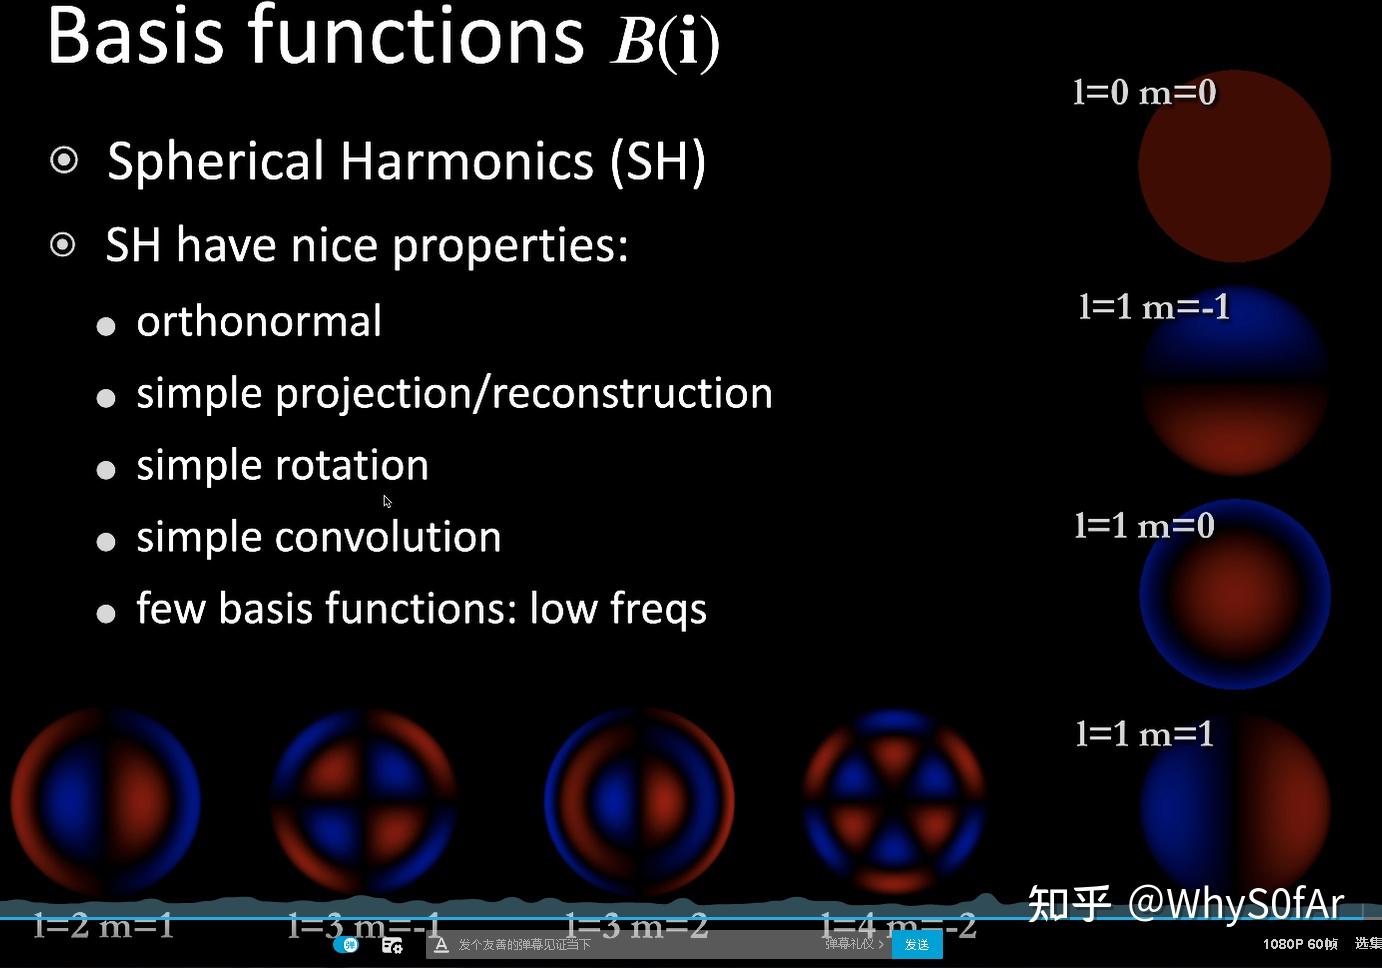 Basis functions B(i)
l=0 m=0
Spherical Harmonics (SH)
SH have nice properties:
l=1 m=-1
orthonormal
simple projection/reconstruction
simple rotation
l=1 m=0
simple convolution
few basis functions: low freqs
l=1 m=1
知乎 @WhyS0fAr
l=2 m=1
l=3 m=-1
l=3 m=2
l=4 m=-2
弹
A
发个友善的弹幕见证当下
弹幕礼仪 >
发送
1080P 60帧
选集